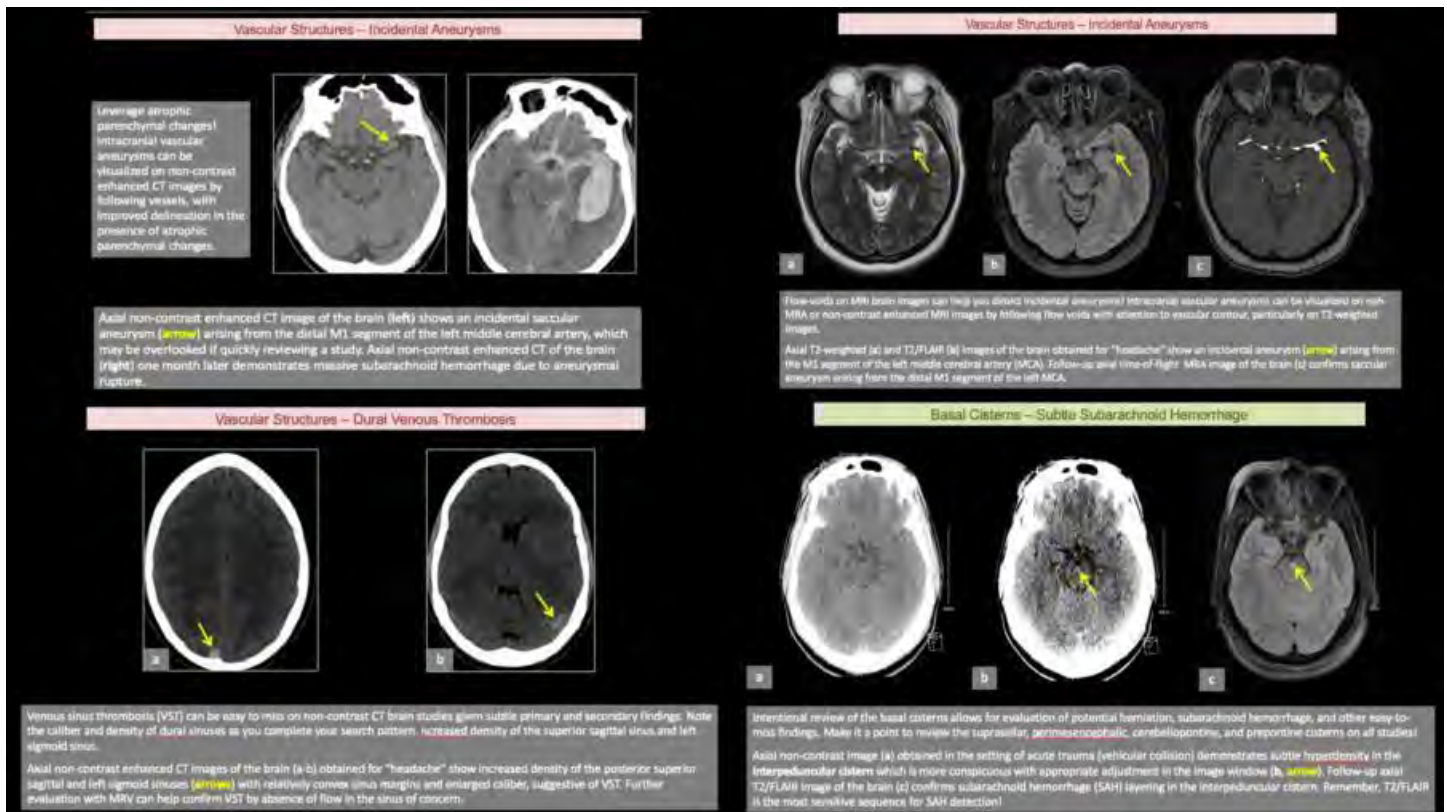 Vascular Structures – Incidental Aneurysms
Leverage atrophic
parenchymal changes!
Intracranial vascular
aneurysms can be
visualized on non-contrast
enhanced CT images by
following vessels, with
improved delineation in the
presence of atrophic
parenchymal changes.
Axial non-contrast enhanced CT image of the brain (left) shows an incidental saccular
aneurysm (arrow) arising from the distal M1 segment of the left middle cerebral artery, which
may be overlooked if quickly reviewing a study. Axial non-contrast enhanced CT of the brain
(right) one month later demonstrates massive subarachnoid hemorrhage due to aneurysmal
rupture.
Vascular Structures – Incidental Aneurysms
a
b
c
Flow-voids on MRI brain images can help you detect incidental aneurysms! Intracranial vascular aneurysms can be visualized on non-
MRA or non-contrast enhanced MRI images by following flow voids with attention to vascular contour, particularly on T2-weighted
images.
Axial T2-weighted (a) and T2/FLAIR (b) images of the brain obtained for "headache" show an incidental aneurysm (arrow) arising from
the M1 segment of the left middle cerebral artery (MCA). Follow-up axial time-of-flight MRA image of the brain (c) confirms saccular
aneurysm arising from the distal M1 segment of the left MCA.
Vascular Structures – Dural Venous Thrombosis
a
b
Venous sinus thrombosis (VST) can be easy to miss on non-contrast CT brain studies given subtle primary and secondary findings. Note
the caliber and density of dural sinuses as you complete your search pattern. Increased density of the superior sagittal sinus and left
sigmoid sinus.
Axial non-contrast enhanced CT images of the brain (a-b) obtained for "headache" show increased density of the posterior superior
sagittal and left sigmoid sinuses (arrows) with relatively convex sinus margins and enlarged caliber, suggestive of VST. Further
evaluation with MRV can help confirm VST by absence of flow in the sinus of concern.
Basal Cisterns – Subtle Subarachnoid Hemorrhage
a
b
c
Intentional review of the basal cisterns allows for evaluation of potential herniation, subarachnoid hemorrhage, and other easy-to-
miss findings. Make it a point to review the suprasellar, perimesencephalic, cerebellopontine, and prepontine cisterns on all studies!
Axial non-contrast image (a) obtained in the setting of acute trauma (vehicular collision) demonstrates subtle hyperdensity in the
interpeduncular cistern which is more conspicuous with appropriate adjustment in the image window (b, arrow). Follow-up axial
T2/FLAIR image of the brain (c) confirms subarachnoid hemorrhage (SAH) layering in the interpeduncular cistern. Remember, T2/FLAIR
is the most sensitive sequence for SAH detection!